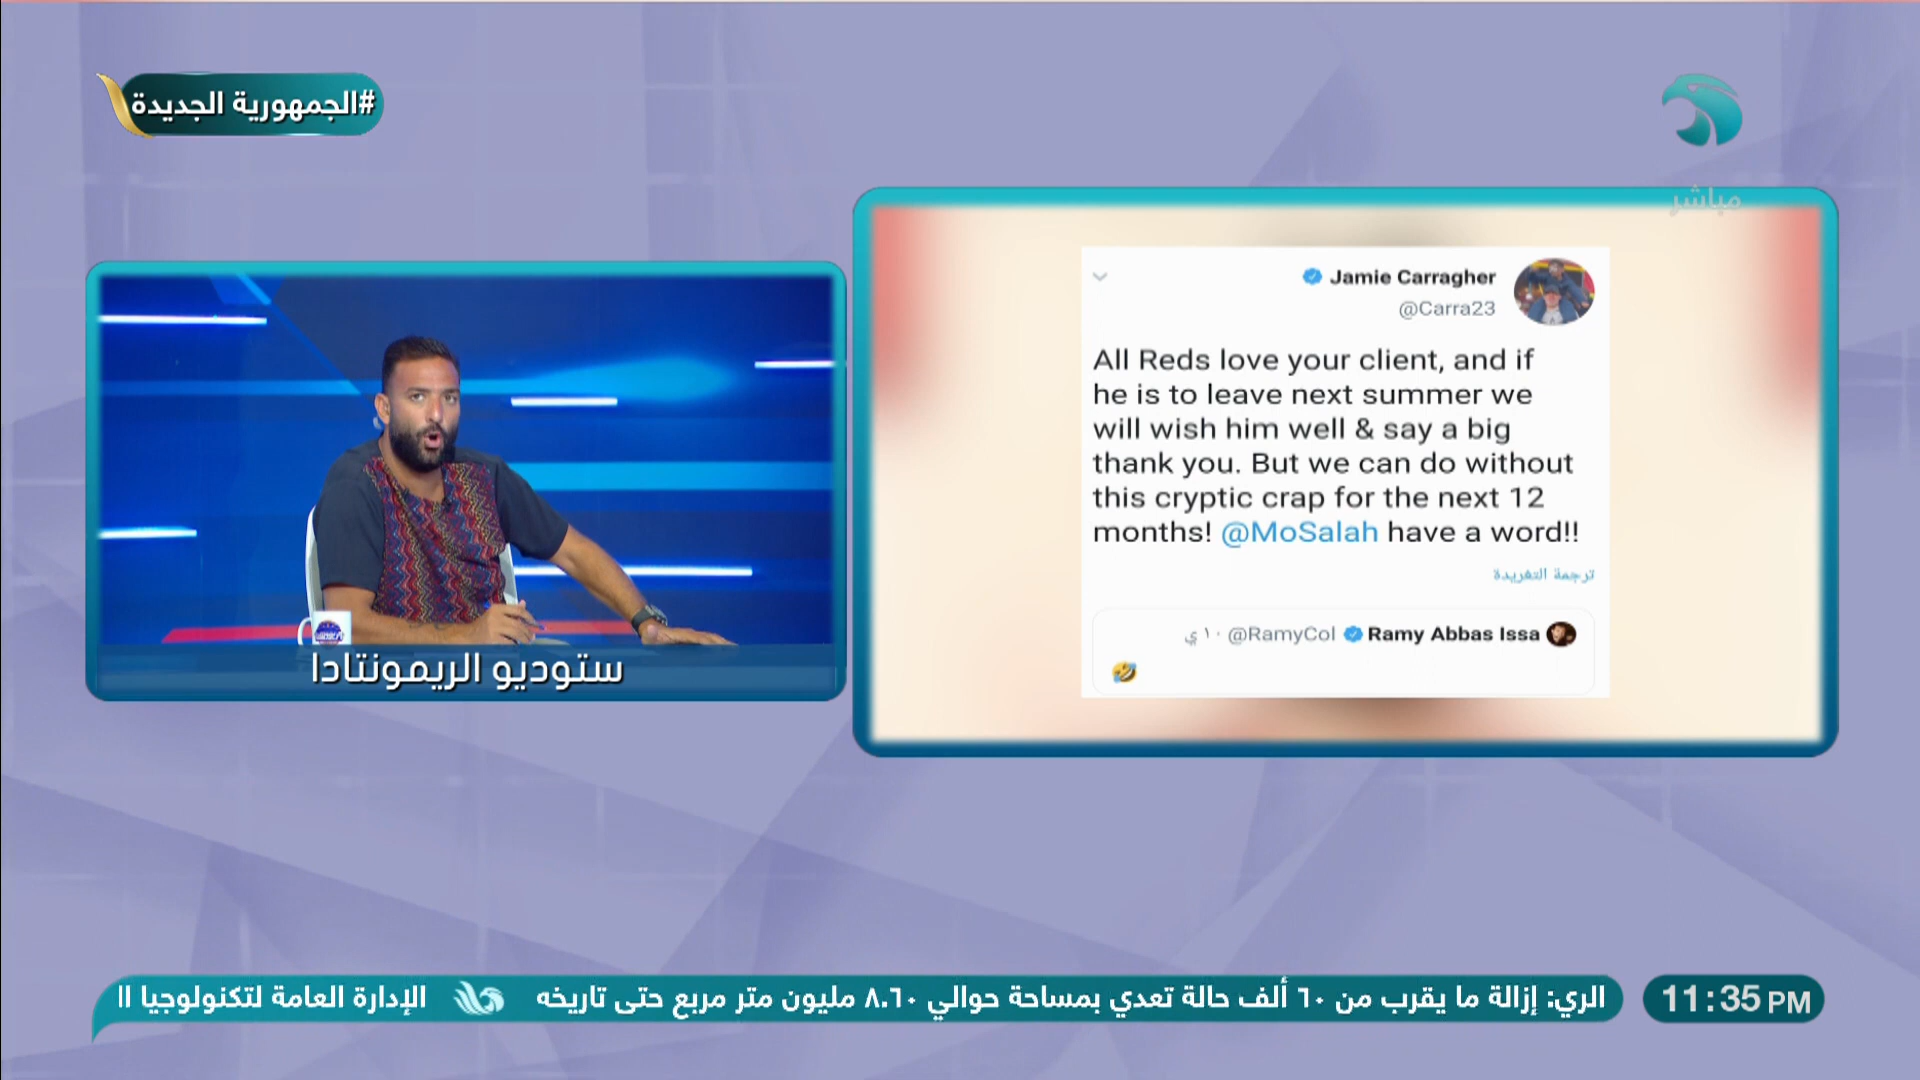 #الجمهورية الجديدة
مباشر
Jamie Carragher
@Carra23
All Reds love your client, and if
he is to leave next summer we
will wish him well & say a big
thank you. But we can do without
this cryptic crap for the next 12
months! @MoSalah have a word!!
ترجمة التغريدة
Ramy Abbas Issa @RamyCol · ١٠ ي
🤣
ستوديو الريمونتادا
الري: إزالة ما يقرب من ٦٠ ألف حالة تعدي بمساحة حوالي ٨.٦٠ مليون متر مربع حتى تاريخه
الإدارة العامة لتكنولوجيا ال
11:35 PM